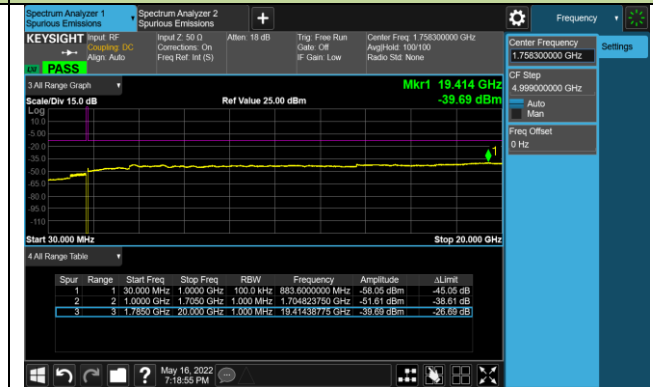 Spectrum Analyzer 1
Spurious Emissions
Spectrum Analyzer 2
Spurious Emissions
+
Frequency
KEYSIGHT
Input: RF
Coupling: DC
Align: Auto
Input Z: 50 Ω
Corrections: On
Freq Ref: Int (S)
Atten: 18 dB
Trig: Free Run
Gate: Off
IF Gain: Low
Center Freq: 1.758300000 GHz
Avg|Hold: 100/100
Radio Std: None
PASS
Center Frequency
1.758300000 GHz
Settings
CF Step
4.999000000 GHz
Auto
Man
Freq Offset
0 Hz
3 All Range Graph
Mkr1 19.414 GHz
-39.69 dBm
Scale/Div 15.0 dB
Ref Value 25.00 dBm
Log
10.0
-5.00
-20.0
-35.0
-50.0
-65.0
-80.0
-95.0
-110
1
Start 30.000 MHz
Stop 20.000 GHz
4 All Range Table
Spur Range Start Freq Stop Freq RBW Frequency Amplitude ΔLimit
1 1 30.000 MHz 1.0000 GHz 100.0 kHz 883.6000000 MHz -58.05 dBm -45.05 dB
2 2 1.0000 GHz 1.7050 GHz 1.000 MHz 1.704823750 GHz -51.61 dBm -38.61 dB
3 3 1.7850 GHz 20.000 GHz 1.000 MHz 19.41438775 GHz -39.69 dBm -26.69 dB
?
May 16, 2022
7:18:55 PM